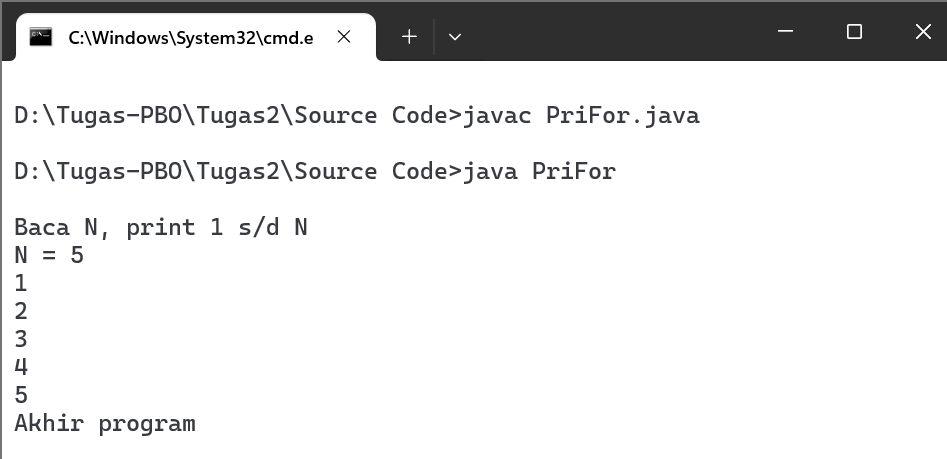 C:\Windows\System32\cmd.e
D:\Tugas-PBO\Tugas2\Source Code>javac PriFor.java
D:\Tugas-PBO\Tugas2\Source Code>java PriFor
Baca N, print 1 s/d N
N = 5
1
2
3
4
5
Akhir program